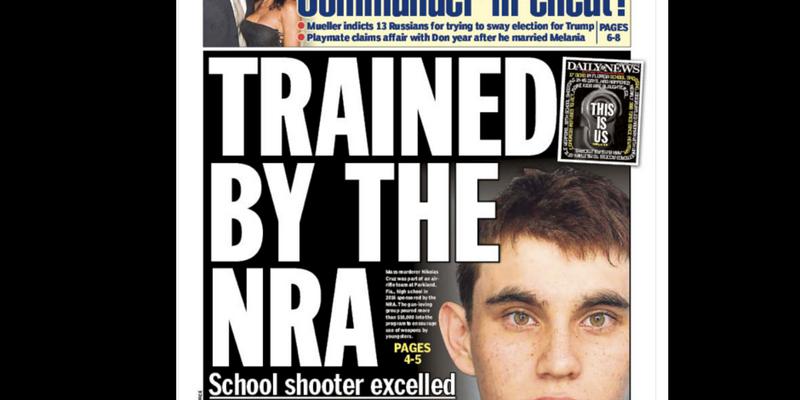 Commander in cheat!
Mueller indicts 13 Russians for trying to sway election for Trump
Playmate claims affair with Don year after he married Melania
PAGES
6-8
TRAINED
BY THE
NRA
DAILY NEWS
THIS
IS
US
Mass murderer Nikolas
Cruz was part of an air-
rifle team at Parkland,
Fla., high school in
2016 sponsored by the
NRA. The gun-loving
group poured more
than $10,000 into the
program to encourage
use of weapons by
youngsters.
PAGES
4-5
School shooter excelled